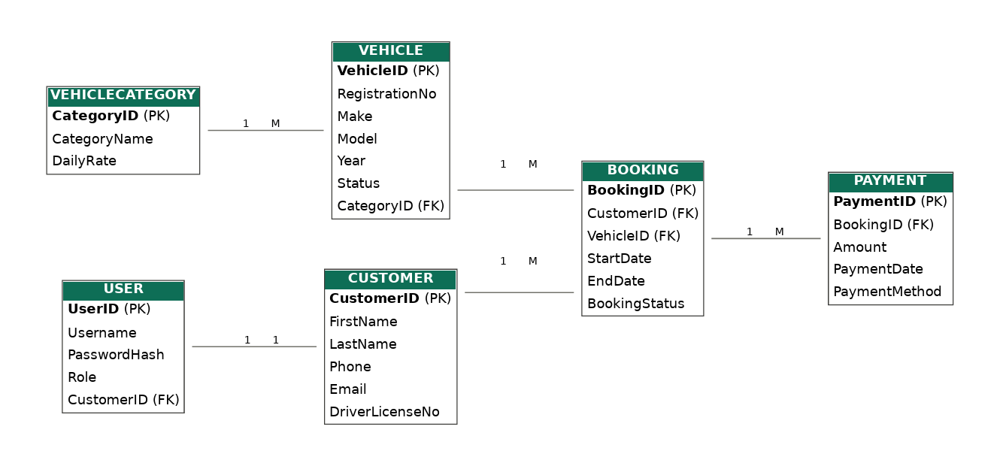 VEHICLECATEGORY
CategoryID (PK)
CategoryName
DailyRate
1 M
VEHICLE
VehicleID (PK)
RegistrationNo
Make
Model
Year
Status
CategoryID (FK)
1 M
BOOKING
BookingID (PK)
CustomerID (FK)
VehicleID (FK)
StartDate
EndDate
BookingStatus
1 M
PAYMENT
PaymentID (PK)
BookingID (FK)
Amount
PaymentDate
PaymentMethod
USER
UserID (PK)
Username
PasswordHash
Role
CustomerID (FK)
1 1
CUSTOMER
CustomerID (PK)
FirstName
LastName
Phone
Email
DriverLicenseNo
1 M